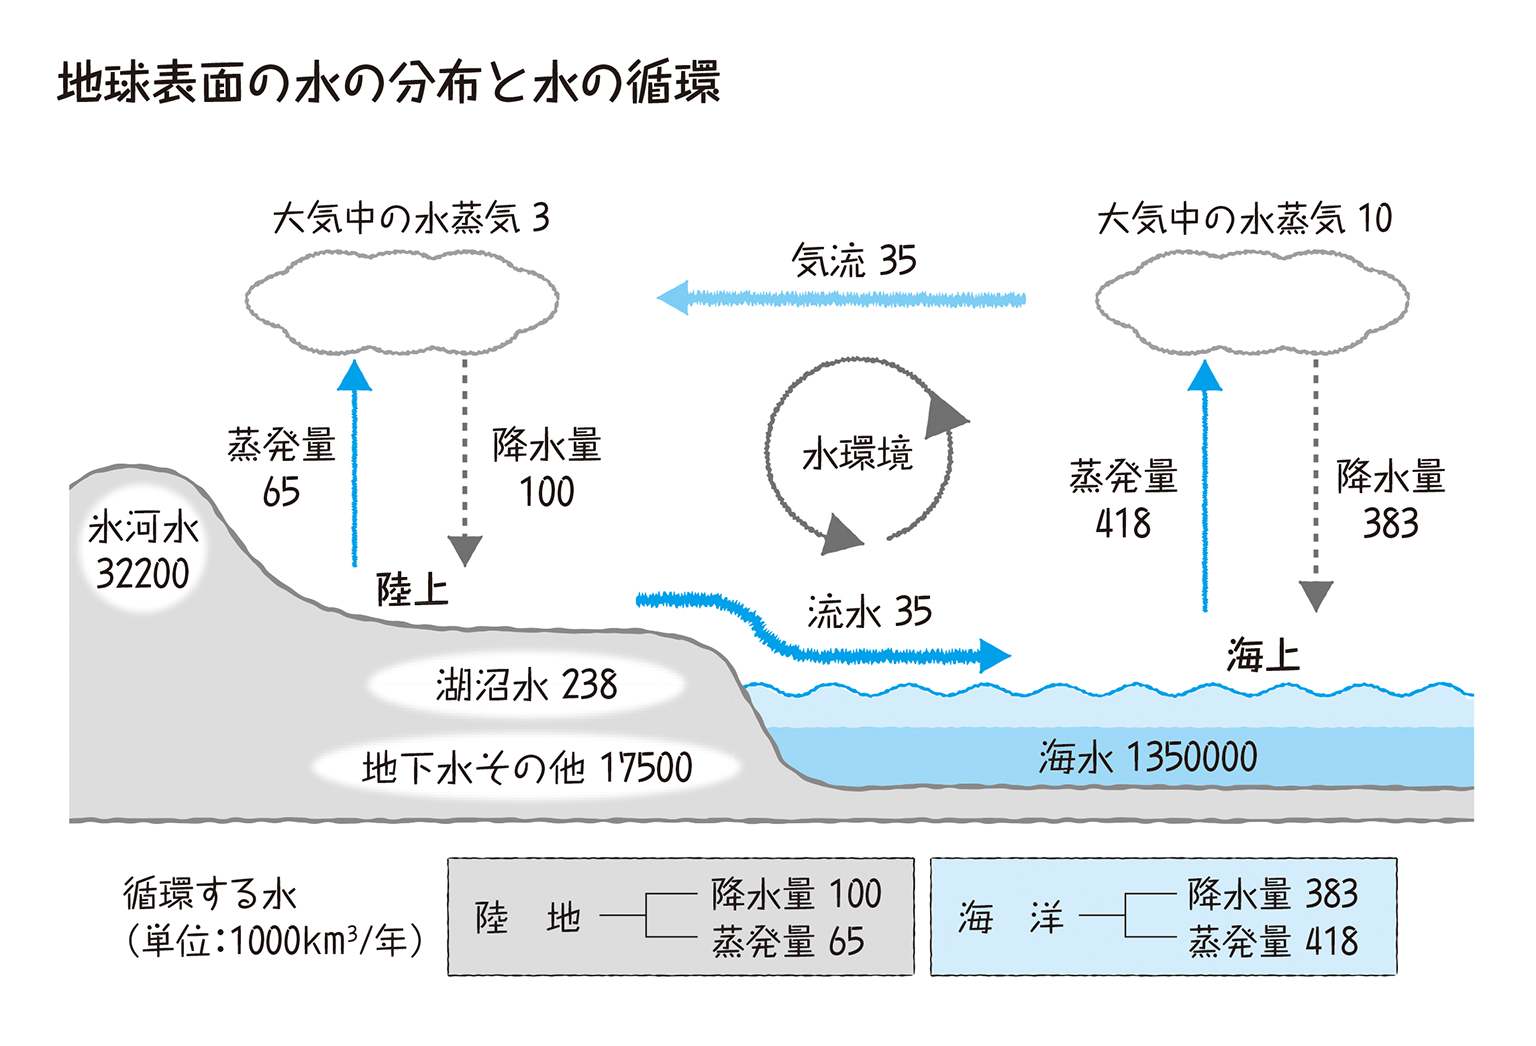 地球表面の水の分布と水の循環
大気中の水蒸気 3
大気中の水蒸気 10
気流 35
蒸発量
65
降水量
100
水環境
蒸発量
418
降水量
383
氷河水
32200
陸上
流水 35
海上
湖沼水 238
地下水その他 17500
海水 1350000
循環する水
（単位：1000km³/年）
陸 地
降水量 100
蒸発量 65
海 洋
降水量 383
蒸発量 418